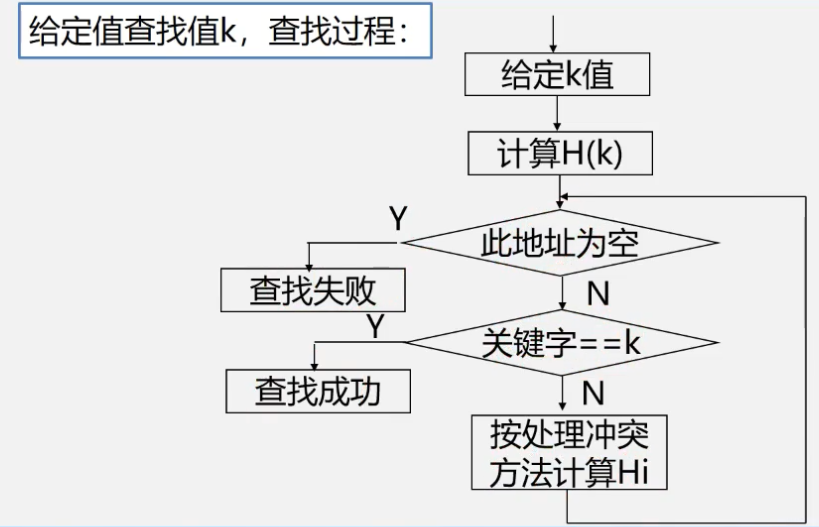 给定值查找值k，查找过程：
给定k值
计算H(k)
Y
此地址为空
查找失败
N
Y
关键字==k
查找成功
N
按处理冲突
方法计算Hi